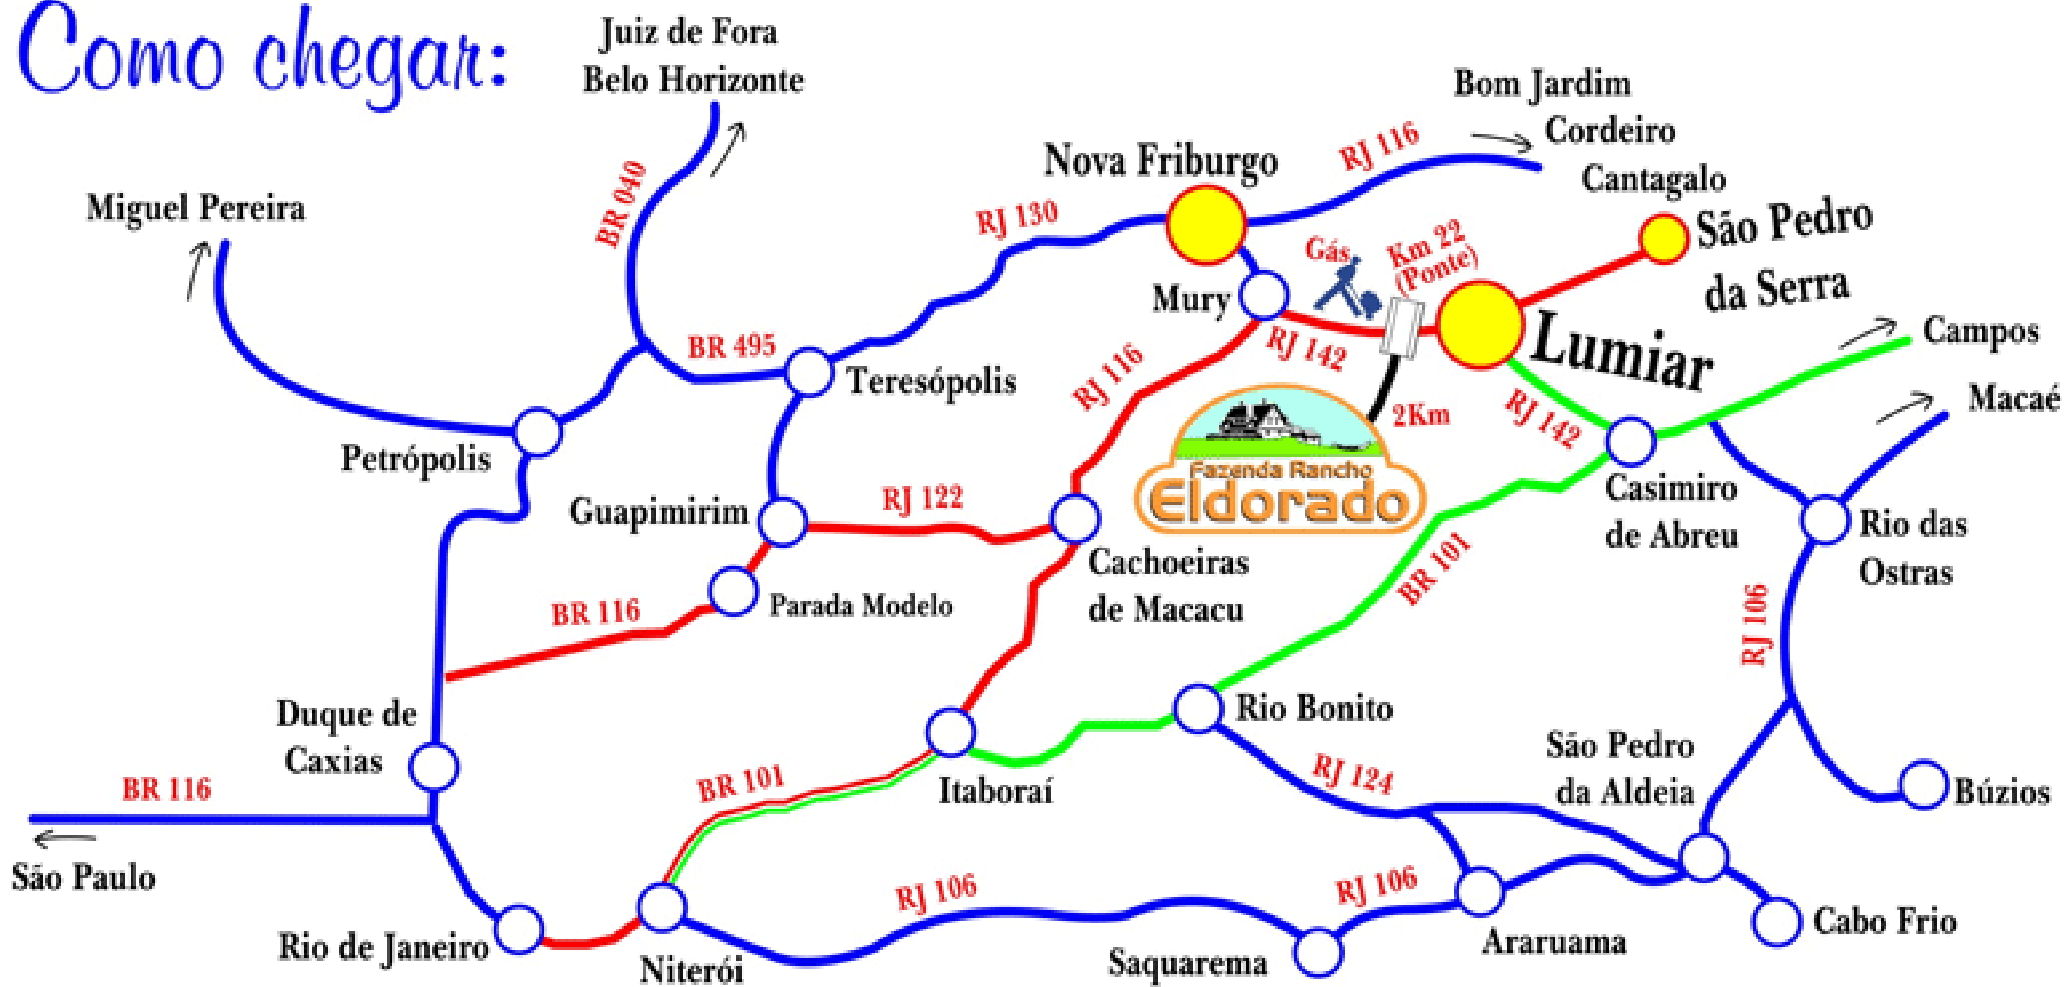 Como chegar:
Juiz de Fora
Belo Horizonte
Bom Jardim
Cordeiro
Cantagalo
RJ 116
Nova Friburgo
BR 040
Miguel Pereira
RJ 130
São Pedro
da Serra
Gás
Km 22
(Ponte)
Mury
RJ 142
Lumiar
Campos
BR 495
Teresópolis
RJ 116
2Km
RJ 142
Macaé
Petrópolis
Fazenda Rancho
Eldorado
Guapimirim
RJ 122
Casimiro
de Abreu
Rio das
Ostras
Cachoeiras
de Macacu
BR 101
BR 116
Parada Modelo
RJ 106
Duque de
Caxias
Rio Bonito
São Pedro
da Aldeia
BR 116
BR 101
Itaboraí
RJ 124
Búzios
São Paulo
RJ 106
RJ 106
Rio de Janeiro
Niterói
Saquarema
Araruama
Cabo Frio